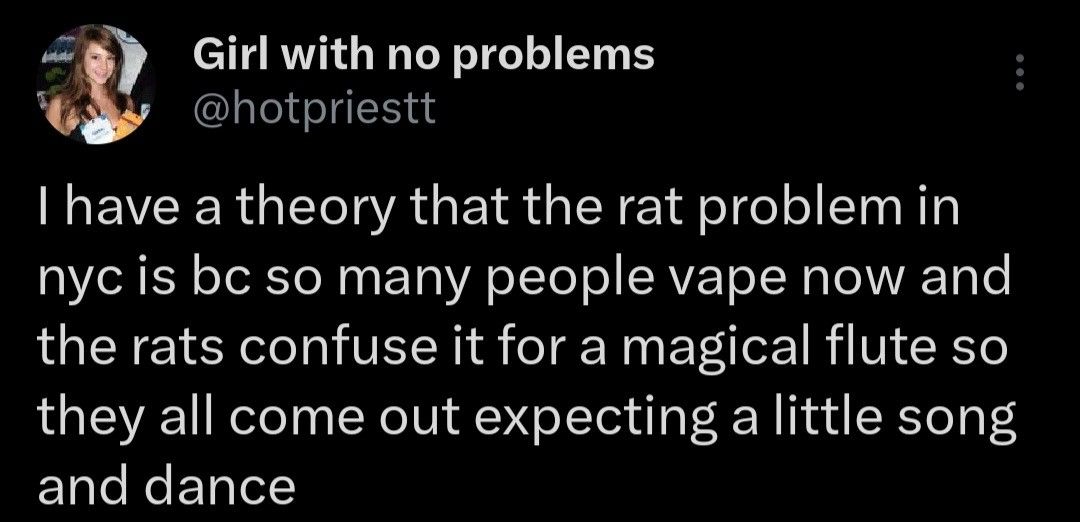 Girl with no problems
@hotpriestt
I have a theory that the rat problem in
nyc is bc so many people vape now and
the rats confuse it for a magical flute so
they all come out expecting a little song
and dance